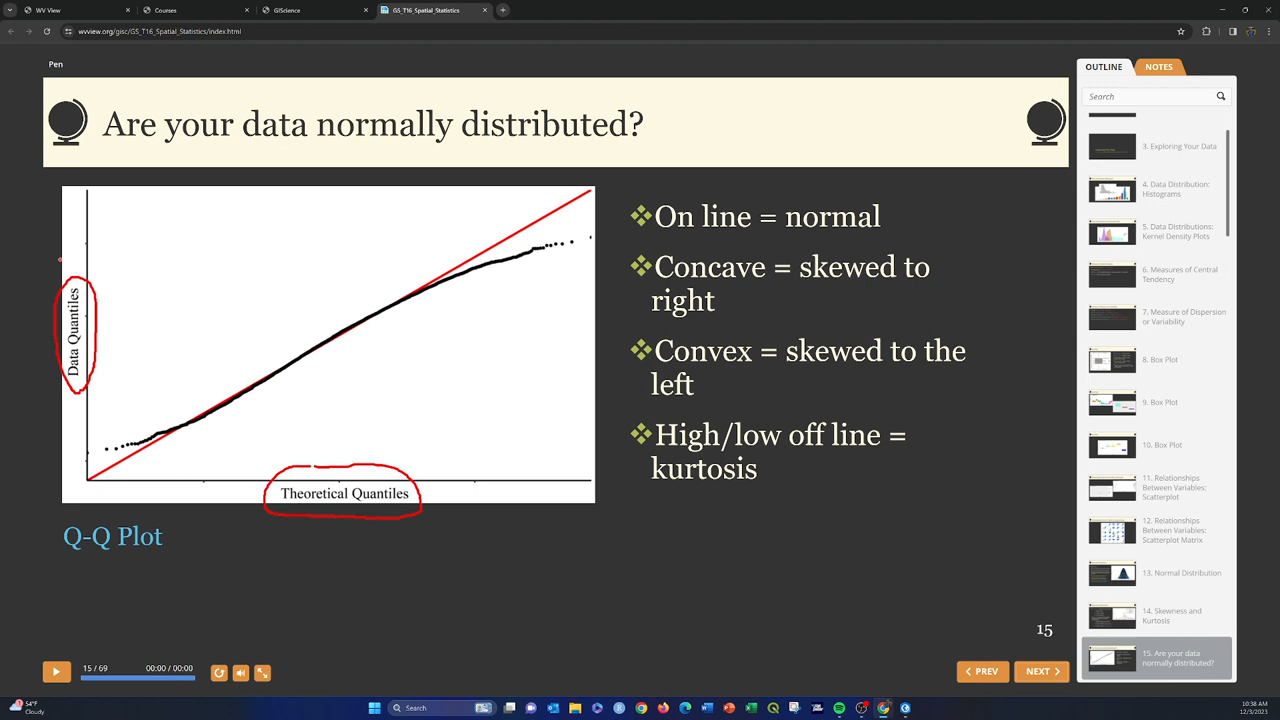 WV View
Courses
GIScience
GS_T16_Spatial_Statistics
wvview.org/gisc/GS_T16_Spatial_Statistics/index.html
Pen
Are your data normally distributed?
Data Quantiles
Theoretical Quantiles
Q-Q Plot
On line = normal
Concave = skewed to
right
Convex = skewed to the
left
High/low off line =
kurtosis
15
15 / 69
00:00 / 00:00
PREV
NEXT
OUTLINE
NOTES
Search
3. Exploring Your Data
4. Data Distribution:
Histograms
5. Data Distributions:
Kernel Density Plots
6. Measures of Central
Tendency
7. Measure of Dispersion
or Variability
8. Box Plot
9. Box Plot
10. Box Plot
11. Relationships
Between Variables:
Scatterplot
12. Relationships
Between Variables:
Scatterplot Matrix
13. Normal Distribution
14. Skewness and
Kurtosis
15. Are your data
normally distributed?
54°F
Cloudy
Search
10:38 AM
12/3/2023